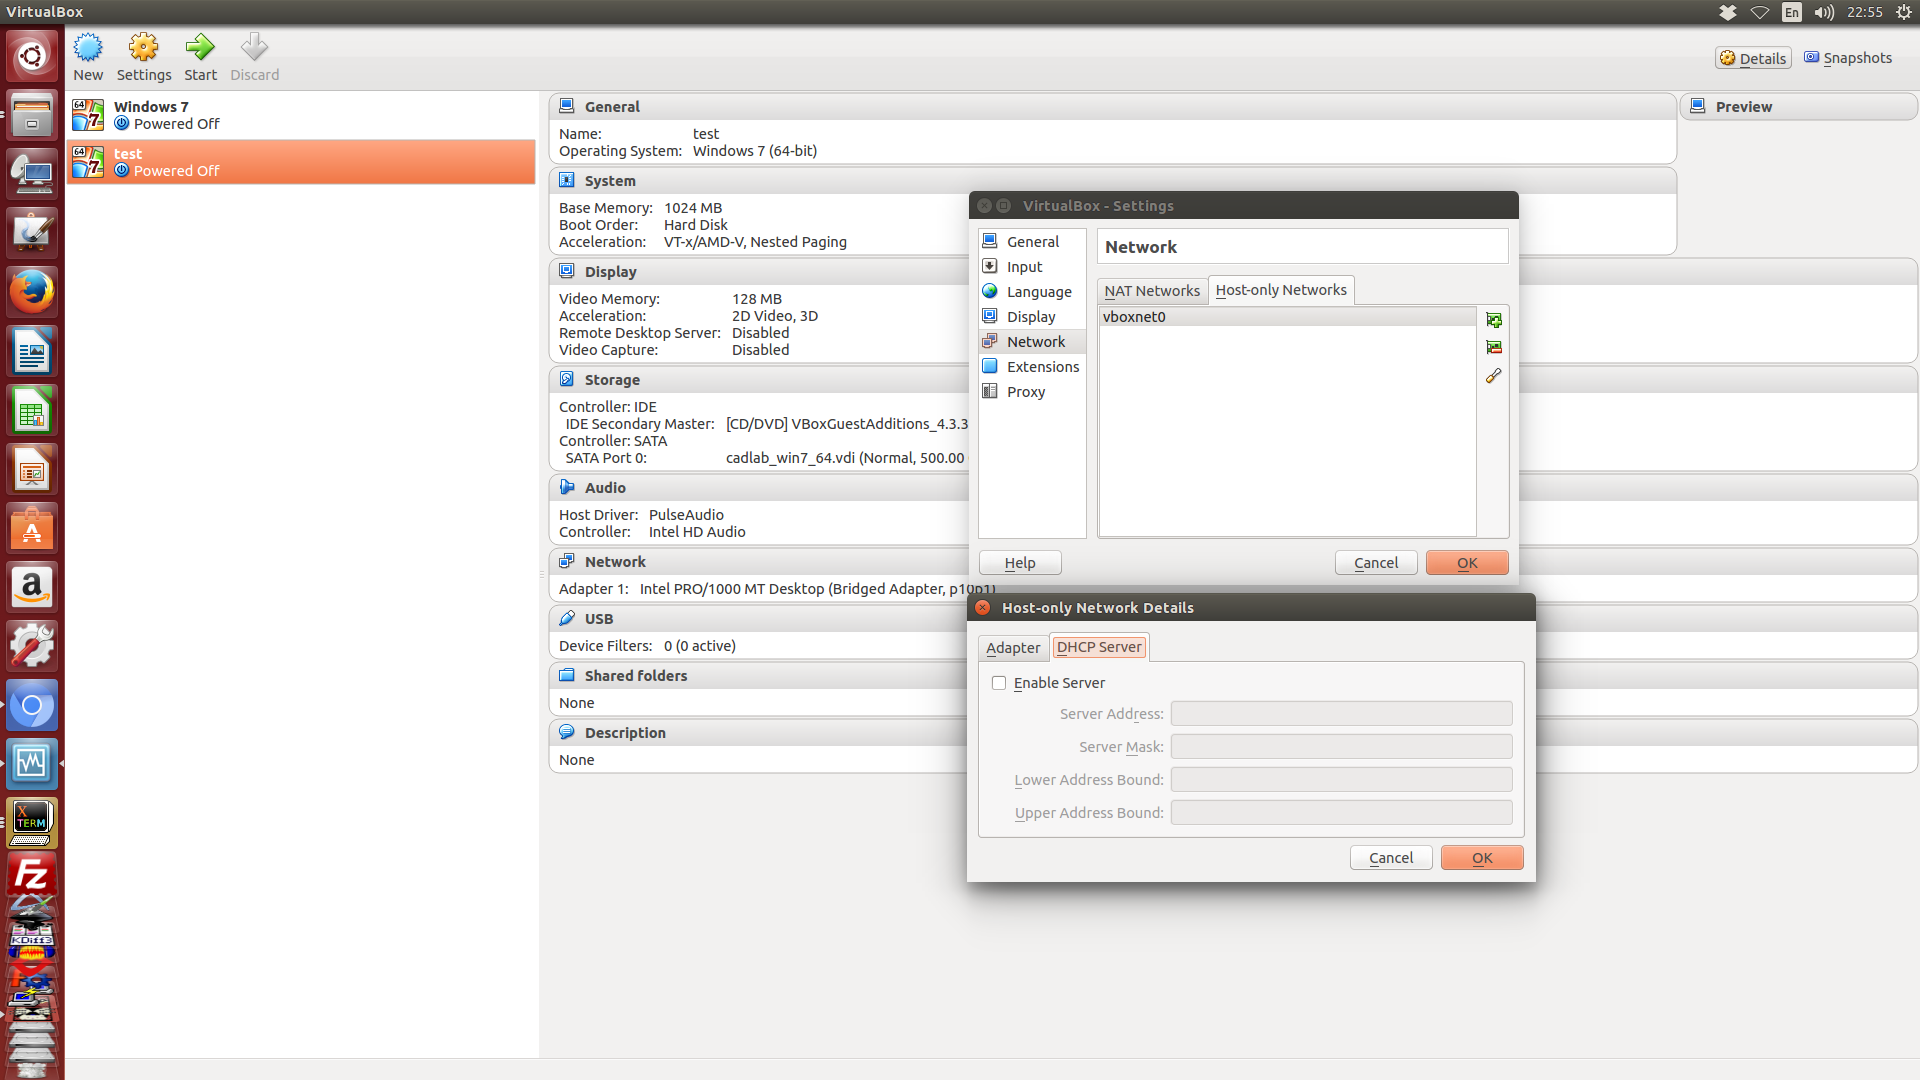 VirtualBox
En
22:55
New
Settings
Start
Discard
Details
Snapshots
64
7
Windows 7
Powered Off
64
7
test
Powered Off
General
Name: test
Operating System: Windows 7 (64-bit)
Preview
System
Base Memory: 1024 MB
Boot Order: Hard Disk
Acceleration: VT-x/AMD-V, Nested Paging
Display
Video Memory: 128 MB
Acceleration: 2D Video, 3D
Remote Desktop Server: Disabled
Video Capture: Disabled
Storage
Controller: IDE
IDE Secondary Master: [CD/DVD] VBoxGuestAdditions_4.3.3
Controller: SATA
SATA Port 0: cadlab_win7_64.vdi (Normal, 500.00
Audio
Host Driver: PulseAudio
Controller: Intel HD Audio
Network
Adapter 1: Intel PRO/1000 MT Desktop (Bridged Adapter, p10p1)
USB
Device Filters: 0 (0 active)
Shared folders
None
Description
None
VirtualBox - Settings
General
Input
Language
Display
Network
Extensions
Proxy
Network
NAT Networks
Host-only Networks
vboxnet0
Help
Cancel
OK
Host-only Network Details
Adapter
DHCP Server
Enable Server
Server Address:
Server Mask:
Lower Address Bound:
Upper Address Bound:
Cancel
OK
X
TERM
FZ
KDiff3